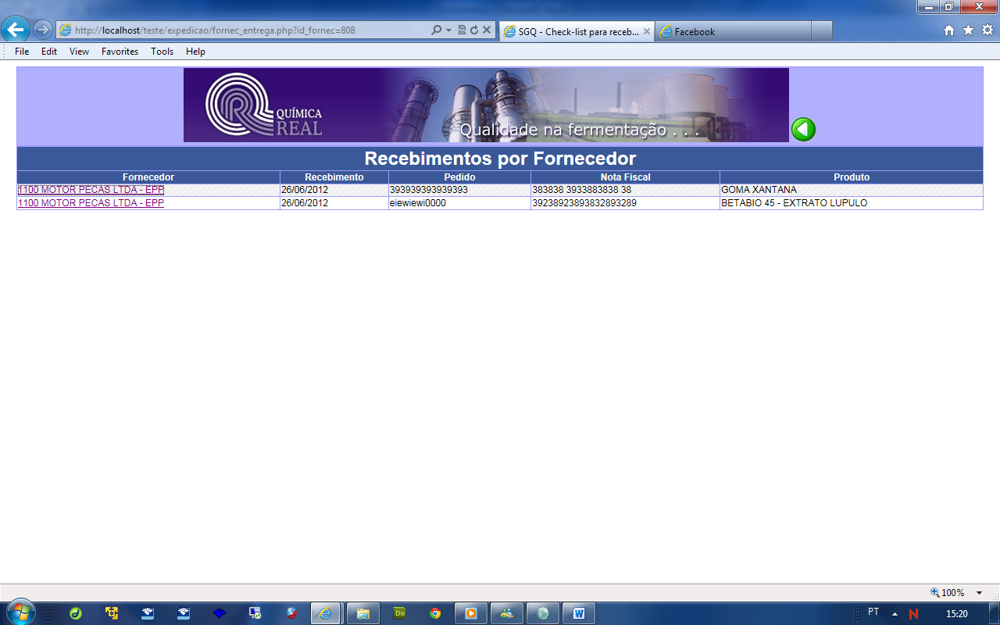 http://localhost/teste/expedicao/fornec_entrega.php?id_fornec=808
SGQ - Check-list para receb...
Facebook
File Edit View Favorites Tools Help
QUÍMICA
REAL
Qualidade na fermentação . . .
Recebimentos por Fornecedor
Fornecedor Recebimento Pedido Nota Fiscal Produto
1100 MOTOR PECAS LTDA - EPP 26/06/2012 393939393939393 383838 3933883838 38 GOMA XANTANA
1100 MOTOR PECAS LTDA - EPP 26/06/2012 eiewiewi0000 39238923893832893289 BETABIO 45 - EXTRATO LUPULO
100%
Dw
W
PT
N
15:20